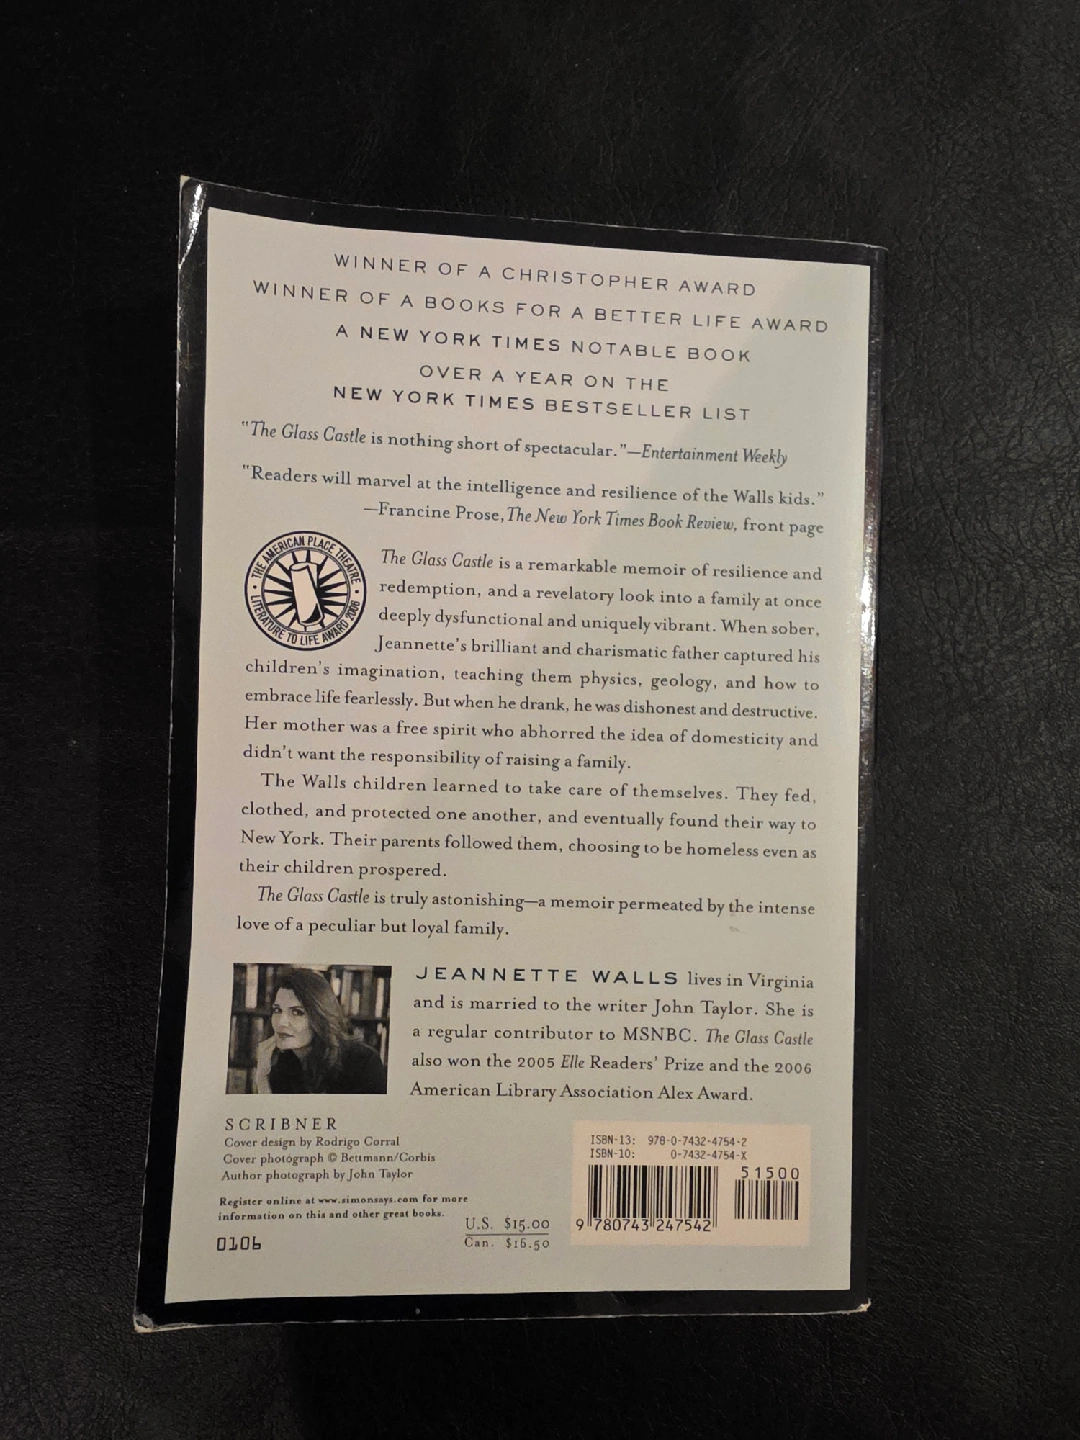 WINNER OF A CHRISTOPHER AWARD
WINNER OF A BOOKS FOR A BETTER LIFE AWARD
A NEW YORK TIMES NOTABLE BOOK
OVER A YEAR ON THE
NEW YORK TIMES BESTSELLER LIST
"The Glass Castle is nothing short of spectacular."—Entertainment Weekly
"Readers will marvel at the intelligence and resilience of the Walls kids."
—Francine Prose, The New York Times Book Review, front page
THE AMERICAN PLACE THEATRE
LITERATURE TO LIFE AWARD 2006
The Glass Castle is a remarkable memoir of resilience and
redemption, and a revelatory look into a family at once
deeply dysfunctional and uniquely vibrant. When sober,
Jeannette's brilliant and charismatic father captured his
children's imagination, teaching them physics, geology, and how to
embrace life fearlessly. But when he drank, he was dishonest and destructive.
Her mother was a free spirit who abhorred the idea of domesticity and
didn't want the responsibility of raising a family.
The Walls children learned to take care of themselves. They fed,
clothed, and protected one another, and eventually found their way to
New York. Their parents followed them, choosing to be homeless even as
their children prospered.
The Glass Castle is truly astonishing—a memoir permeated by the intense
love of a peculiar but loyal family.
JEANNETTE WALLS lives in Virginia
and is married to the writer John Taylor. She is
a regular contributor to MSNBC. The Glass Castle
also won the 2005 Elle Readers' Prize and the 2006
American Library Association Alex Award.
SCRIBNER
Cover design by Rodrigo Corral
Cover photograph © Bettmann/Corbis
Author photograph by John Taylor
Register online at www.simonsays.com for more
information on this and other great books.
0106
U.S. $15.00
Can. $16.50
ISBN-13: 978-0-7432-4754-2
ISBN-10: 0-7432-4754-X
51500
9 780743 247542